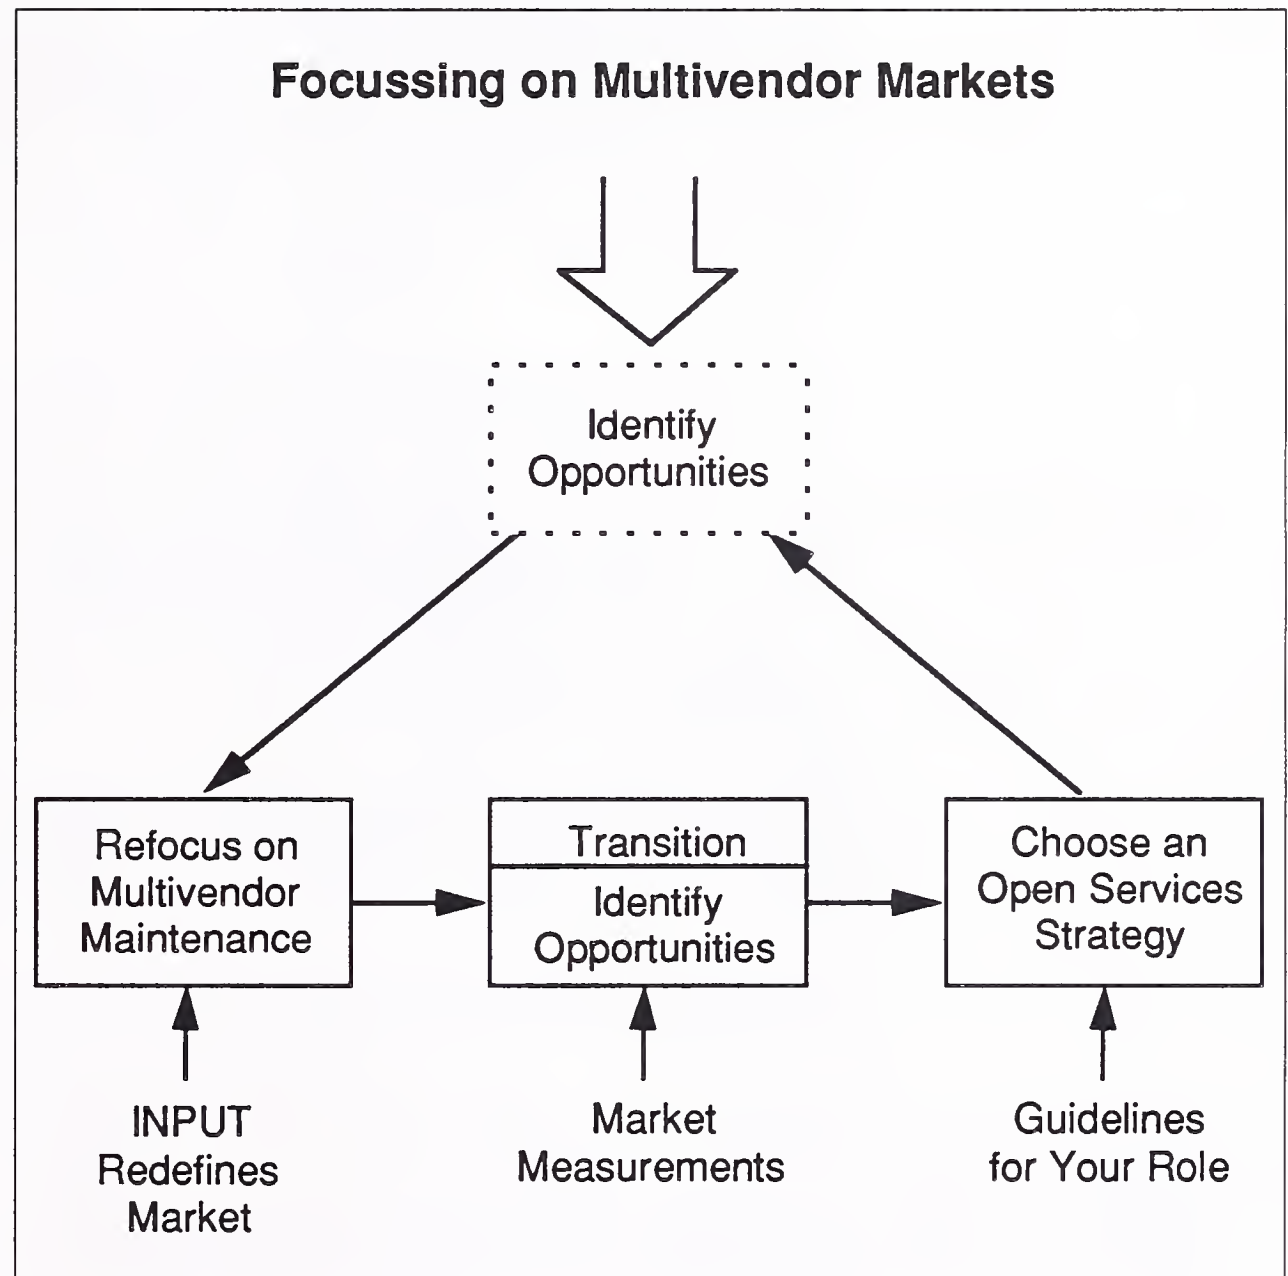 Focussing on Multivendor Markets
Identify
Opportunities
Refocus on
Multivendor
Maintenance
Transition
Identify
Opportunities
Choose an
Open Services
Strategy
INPUT
Redefines
Market
Market
Measurements
Guidelines
for Your Role